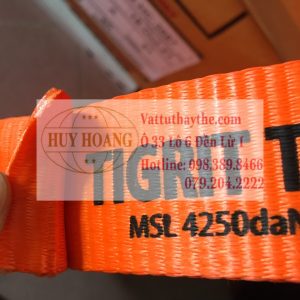 Vattuthaythe.com
HUY HOANG
Ô 33 Lô 6 Đền Lừ 1
Hotline: 098.389.8466
079.204.2222
TIGRIT T
MSL 4250daN